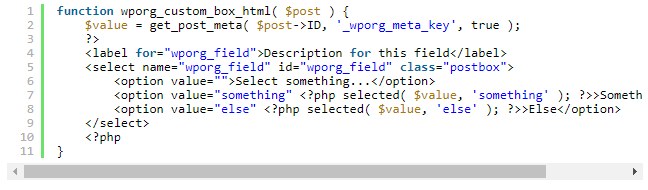 1 function wporg_custom_box_html( $post ) {
2     $value = get_post_meta( $post->ID, '_wporg_meta_key', true );
3     ?>
4     <label for="wporg_field">Description for this field</label>
5     <select name="wporg_field" id="wporg_field" class="postbox">
6         <option value="">Select something...</option>
7         <option value="something" <?php selected( $value, 'something' ); ?>>Someth
8         <option value="else" <?php selected( $value, 'else' ); ?>>Else</option>
9     </select>
10     <?php
11 }